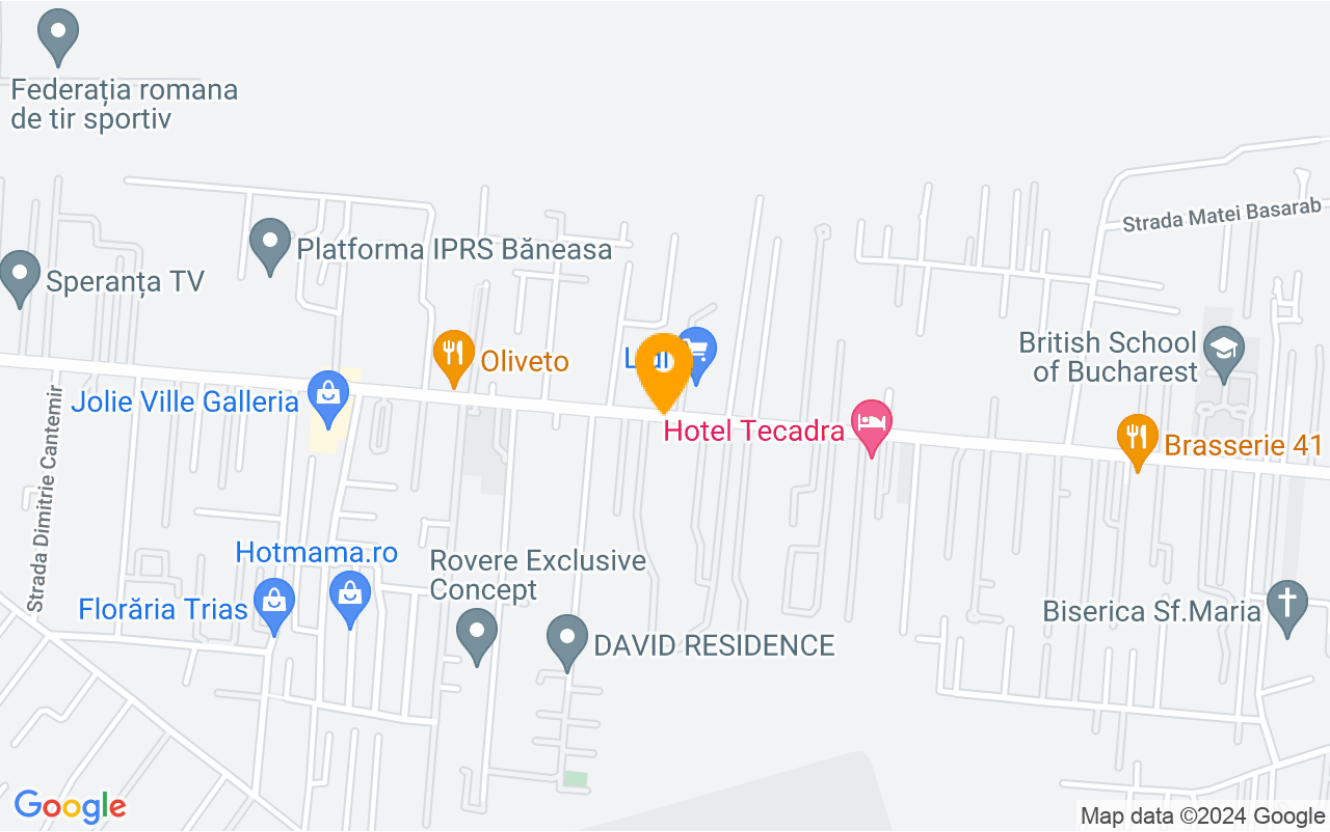 Federația romana
de tir sportiv
Strada Matei Basarab
Platforma IPRS Băneasa
Speranța TV
British School
of Bucharest
Oliveto
Jolie Ville Galleria
Hotel Tecadra
Brasserie 41
Strada Dimitrie Cantemir
Hotmama.ro
Rovere Exclusive
Concept
Florăria Trias
Biserica Sf.Maria
DAVID RESIDENCE
Google
Map data ©2024 Google